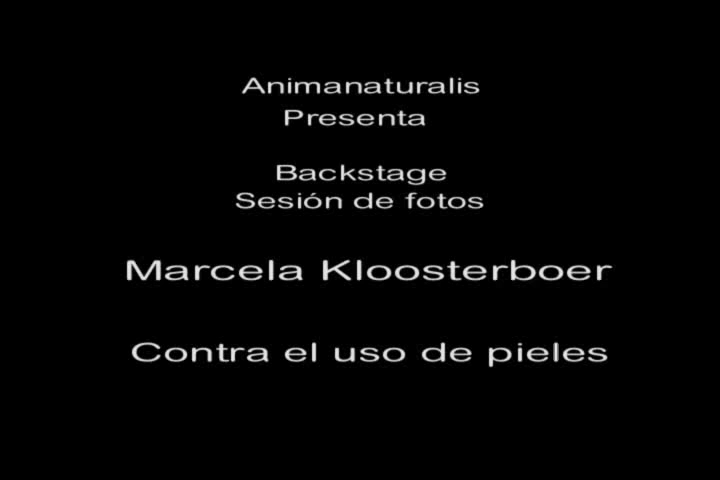 Animanaturalis
Presenta
Backstage
Sesión de fotos
Marcela Kloosterboer
Contra el uso de pieles